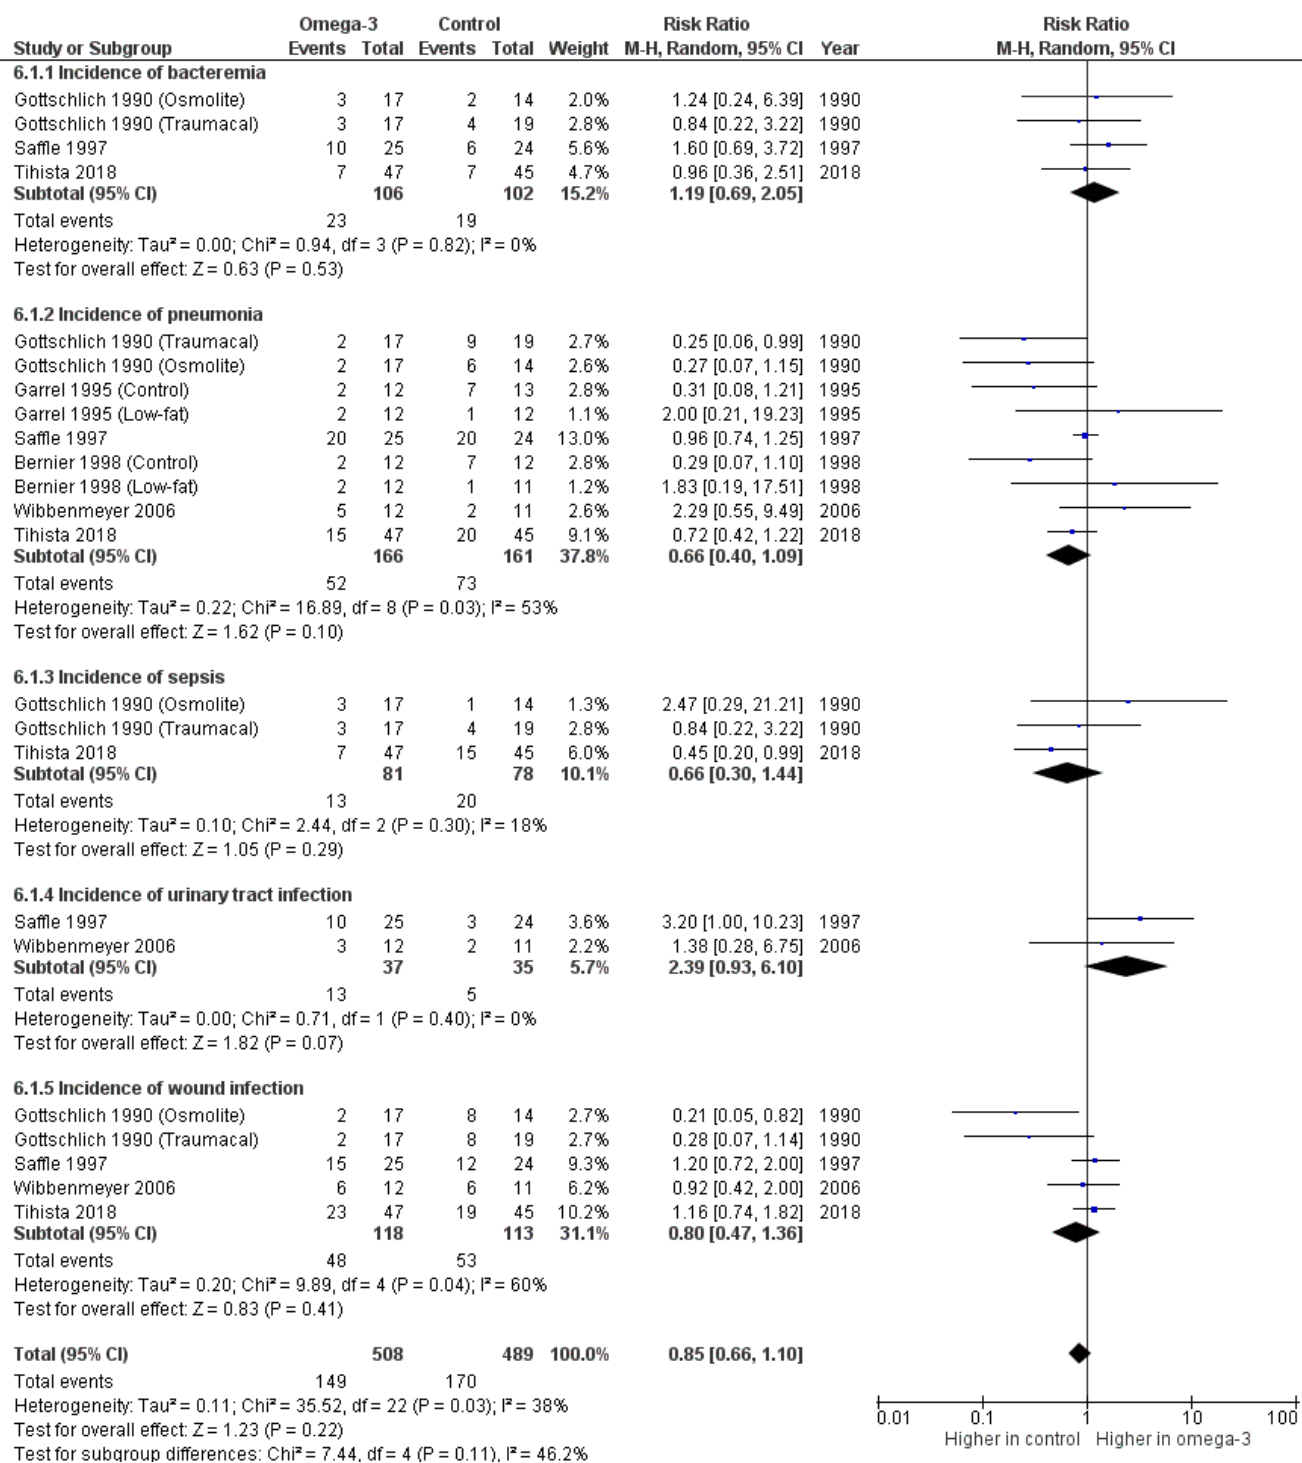 Omega-3 Control Risk Ratio Risk Ratio
Study or Subgroup Events Total Events Total Weight M-H, Random, 95% CI Year M-H, Random, 95% CI
6.1.1 Incidence of bacteremia
Gottschlich 1990 (Osmolite) 3 17 2 14 2.0% 1.24 [0.24, 6.39] 1990
Gottschlich 1990 (Traumacal) 3 17 4 19 2.8% 0.84 [0.22, 3.22] 1990
Saffle 1997 10 25 6 24 5.6% 1.60 [0.69, 3.72] 1997
Tihista 2018 7 47 7 45 4.7% 0.96 [0.36, 2.51] 2018
Subtotal (95% CI) 106 102 15.2% 1.19 [0.69, 2.05]
Total events 23 19
Heterogeneity: Tau² = 0.00; Chi² = 0.94, df = 3 (P = 0.82); I² = 0%
Test for overall effect: Z = 0.63 (P = 0.53)
6.1.2 Incidence of pneumonia
Gottschlich 1990 (Traumacal) 2 17 9 19 2.7% 0.25 [0.06, 0.99] 1990
Gottschlich 1990 (Osmolite) 2 17 6 14 2.6% 0.27 [0.07, 1.15] 1990
Garrel 1995 (Control) 2 12 7 13 2.8% 0.31 [0.08, 1.21] 1995
Garrel 1995 (Low-fat) 2 12 1 12 1.1% 2.00 [0.21, 19.23] 1995
Saffle 1997 20 25 20 24 13.0% 0.96 [0.74, 1.25] 1997
Bernier 1998 (Control) 2 12 7 12 2.8% 0.29 [0.07, 1.10] 1998
Bernier 1998 (Low-fat) 2 12 1 11 1.2% 1.83 [0.19, 17.51] 1998
Wibbenmeyer 2006 5 12 2 11 2.6% 2.29 [0.55, 9.49] 2006
Tihista 2018 15 47 20 45 9.1% 0.72 [0.42, 1.22] 2018
Subtotal (95% CI) 166 161 37.8% 0.66 [0.40, 1.09]
Total events 52 73
Heterogeneity: Tau² = 0.22; Chi² = 16.89, df = 8 (P = 0.03); I² = 53%
Test for overall effect: Z = 1.62 (P = 0.10)
6.1.3 Incidence of sepsis
Gottschlich 1990 (Osmolite) 3 17 1 14 1.3% 2.47 [0.29, 21.21] 1990
Gottschlich 1990 (Traumacal) 3 17 4 19 2.8% 0.84 [0.22, 3.22] 1990
Tihista 2018 7 47 15 45 6.0% 0.45 [0.20, 0.99] 2018
Subtotal (95% CI) 81 78 10.1% 0.66 [0.30, 1.44]
Total events 13 20
Heterogeneity: Tau² = 0.10; Chi² = 2.44, df = 2 (P = 0.30); I² = 18%
Test for overall effect: Z = 1.05 (P = 0.29)
6.1.4 Incidence of urinary tract infection
Saffle 1997 10 25 3 24 3.6% 3.20 [1.00, 10.23] 1997
Wibbenmeyer 2006 3 12 2 11 2.2% 1.38 [0.28, 6.75] 2006
Subtotal (95% CI) 37 35 5.7% 2.39 [0.93, 6.10]
Total events 13 5
Heterogeneity: Tau² = 0.00; Chi² = 0.71, df = 1 (P = 0.40); I² = 0%
Test for overall effect: Z = 1.82 (P = 0.07)
6.1.5 Incidence of wound infection
Gottschlich 1990 (Osmolite) 2 17 8 14 2.7% 0.21 [0.05, 0.82] 1990
Gottschlich 1990 (Traumacal) 2 17 8 19 2.7% 0.28 [0.07, 1.14] 1990
Saffle 1997 15 25 12 24 9.3% 1.20 [0.72, 2.00] 1997
Wibbenmeyer 2006 6 12 6 11 6.2% 0.92 [0.42, 2.00] 2006
Tihista 2018 23 47 19 45 10.2% 1.16 [0.74, 1.82] 2018
Subtotal (95% CI) 118 113 31.1% 0.80 [0.47, 1.36]
Total events 48 53
Heterogeneity: Tau² = 0.20; Chi² = 9.89, df = 4 (P = 0.04); I² = 60%
Test for overall effect: Z = 0.83 (P = 0.41)
Total (95% CI) 508 489 100.0% 0.85 [0.66, 1.10]
Total events 149 170
Heterogeneity: Tau² = 0.11; Chi² = 35.52, df = 22 (P = 0.03); I² = 38%
Test for overall effect: Z = 1.23 (P = 0.22)
Test for subgroup differences: Chi² = 7.44, df = 4 (P = 0.11), I² = 46.2%
0.01 0.1 1 10 100
Higher in control Higher in omega-3